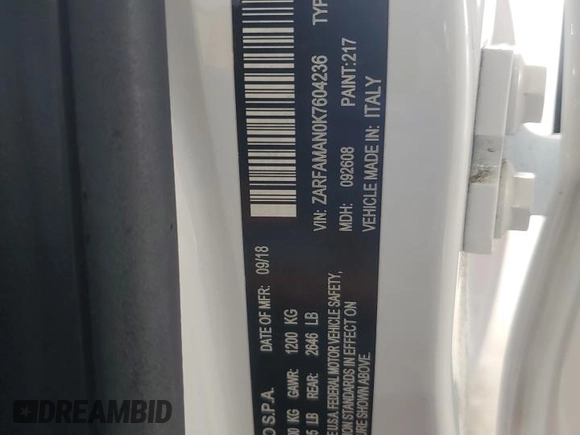 O S.P.A. DATE OF MFR: 09/18
KG GAWR: 1200 KG
LB REAR: 2646 LB
U.S.A. FEDERAL MOTOR VEHICLE SAFETY,
STANDARDS IN EFFECT ON
SHOWN ABOVE.
VIN: ZARFAMAN0K7604236 TYP
MDH: 092608 PAINT:217
VEHICLE MADE IN: ITALY
DREAMBID